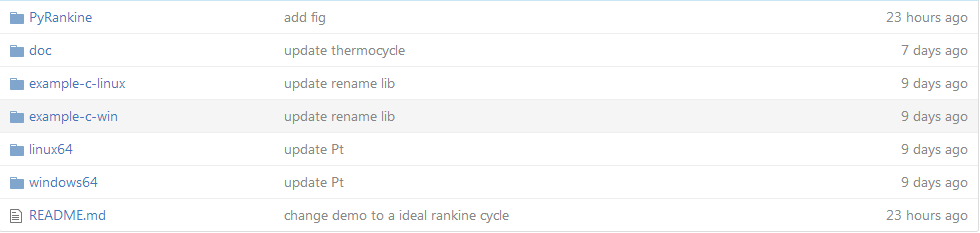 PyRankine add fig 23 hours ago
doc update thermocycle 7 days ago
example-c-linux update rename lib 9 days ago
example-c-win update rename lib 9 days ago
linux64 update Pt 9 days ago
windows64 update Pt 9 days ago
README.md change demo to a ideal rankine cycle 23 hours ago